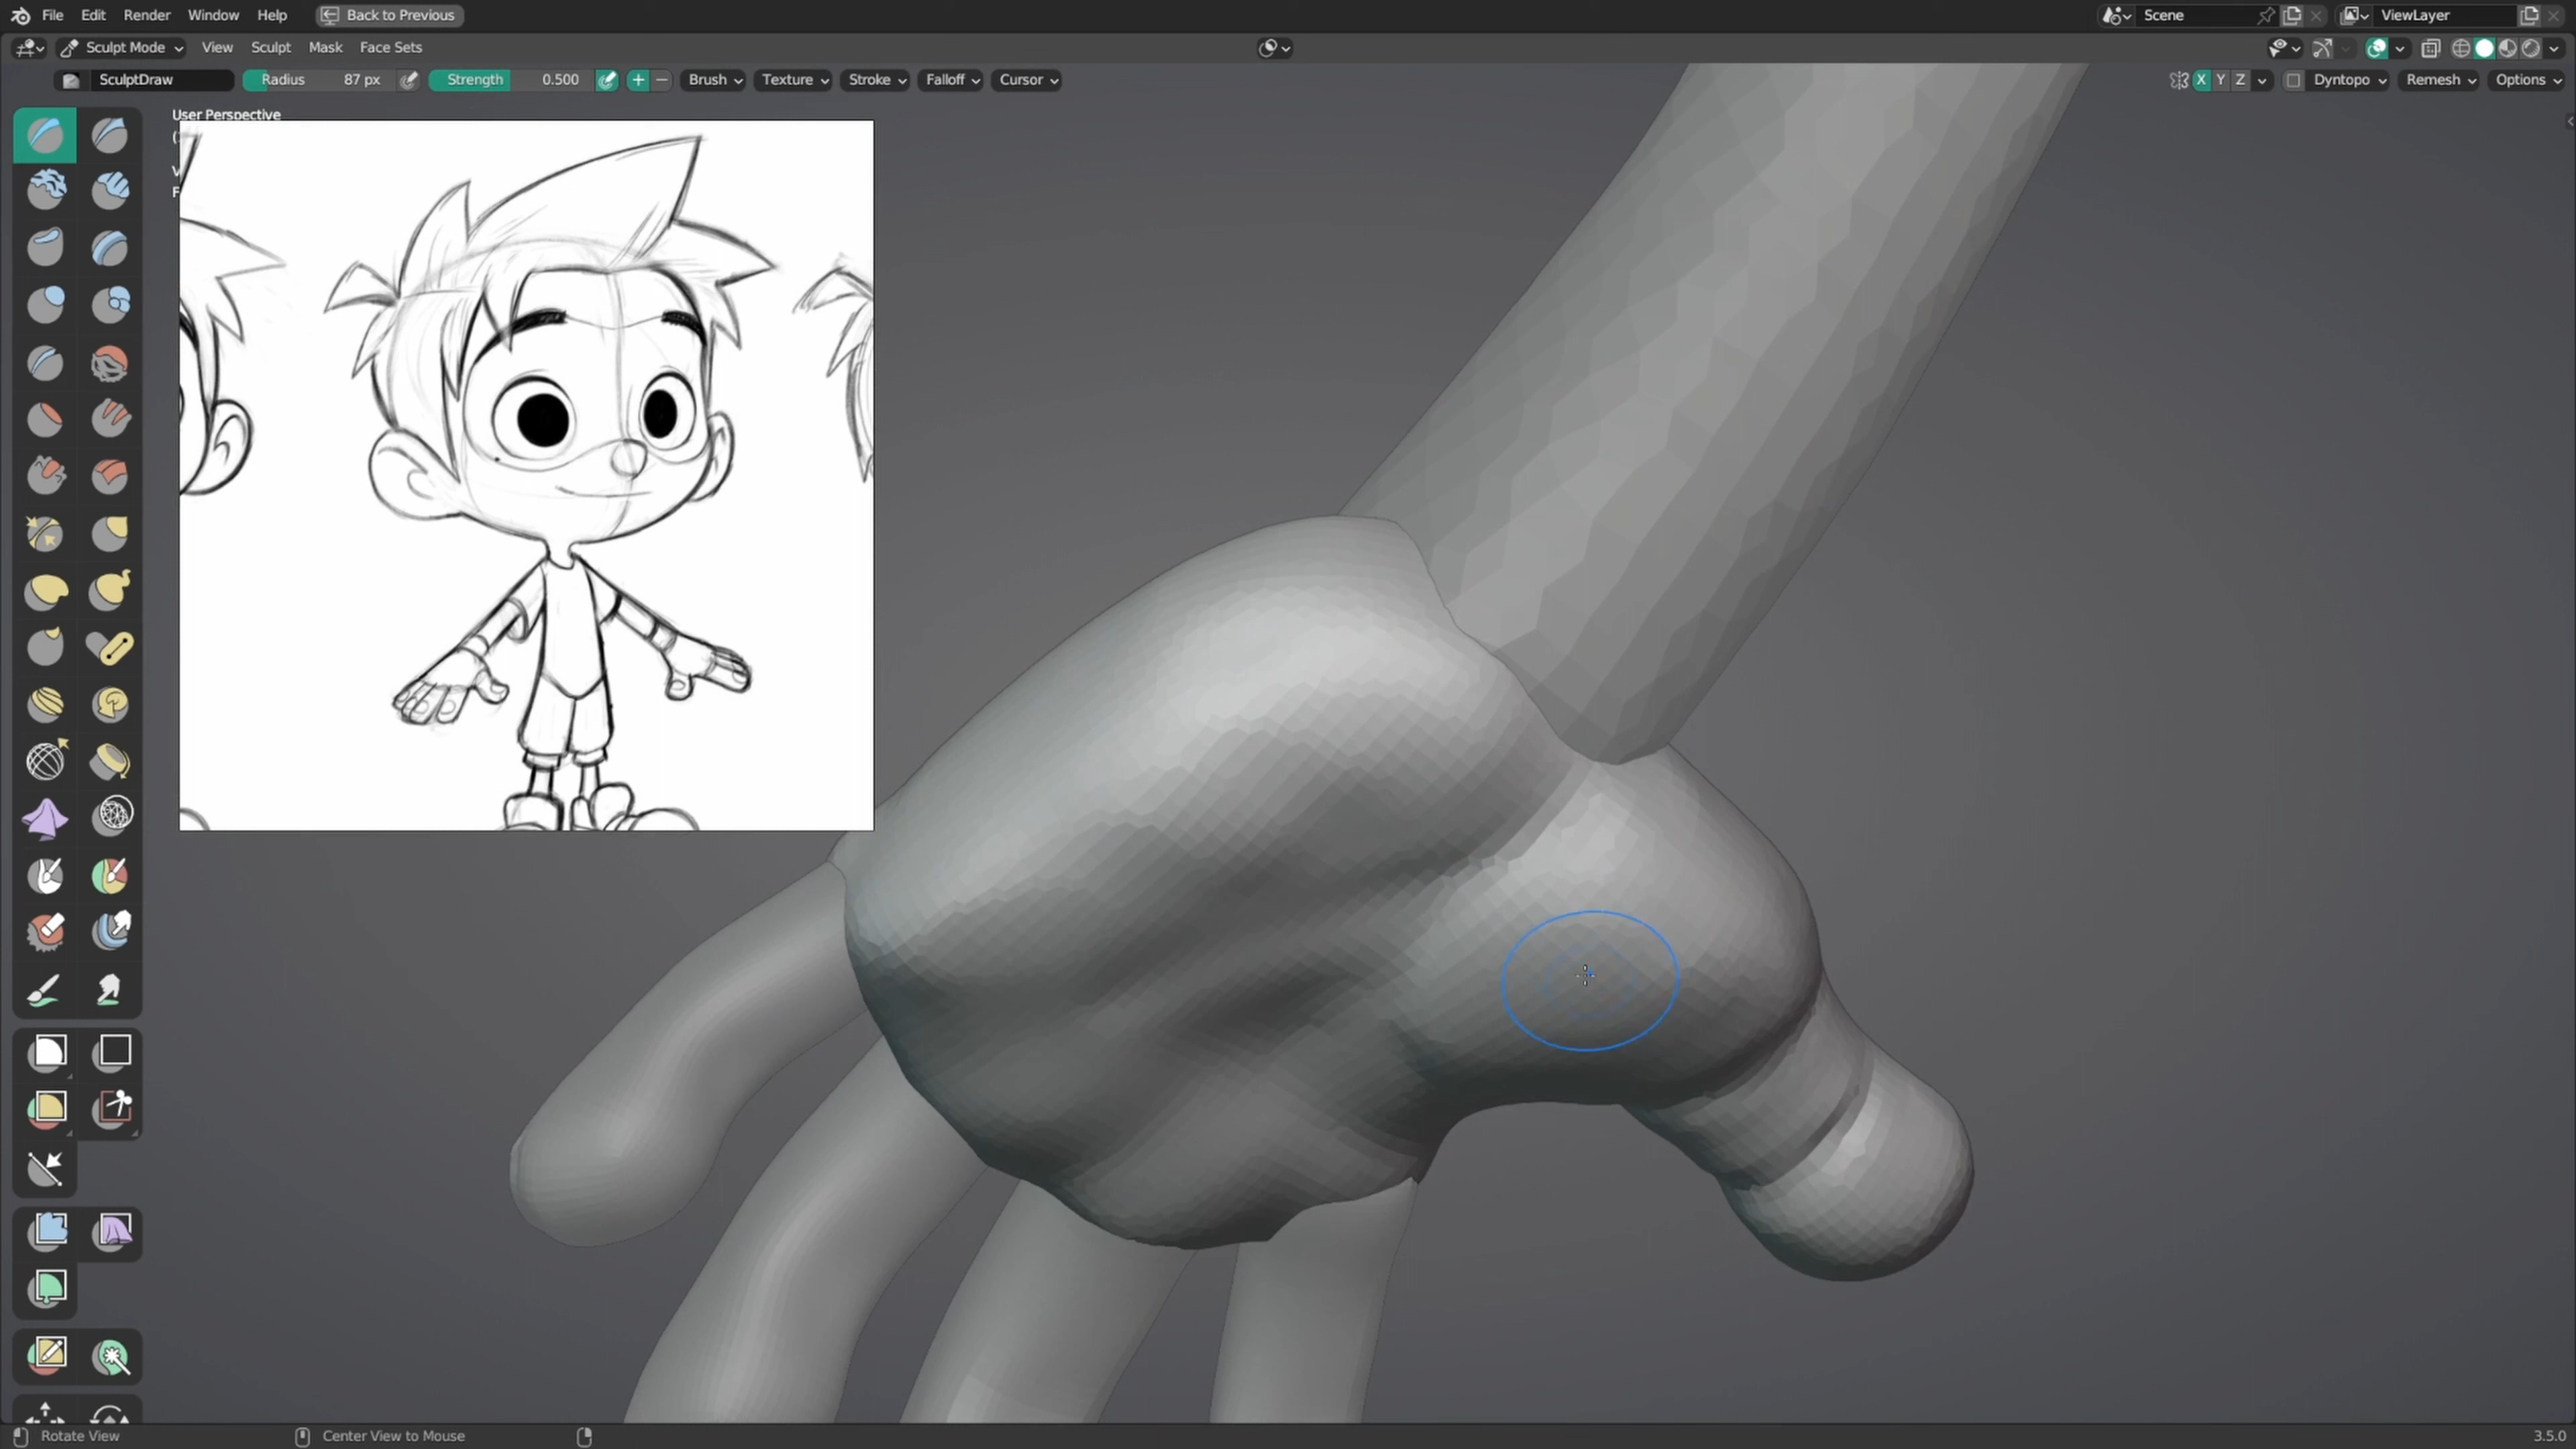 File Edit Render Window Help Back to Previous Scene ViewLayer
Sculpt Mode View Sculpt Mask Face Sets
SculptDraw Radius 87 px Strength 0.500 Brush Texture Stroke Falloff Cursor X Y Z Dyntopo Remesh Options
User Perspective
(
V
F
Rotate View Center View to Mouse 3.5.0